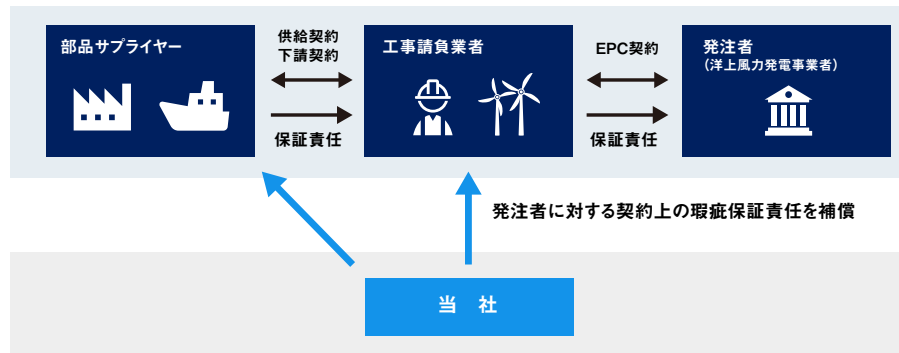 部品サプライヤー
供給契約
下請契約
保証責任
工事請負業者
EPC契約
保証責任
発注者
（洋上風力発電事業者）
発注者に対する契約上の瑕疵保証責任を補償
当　社